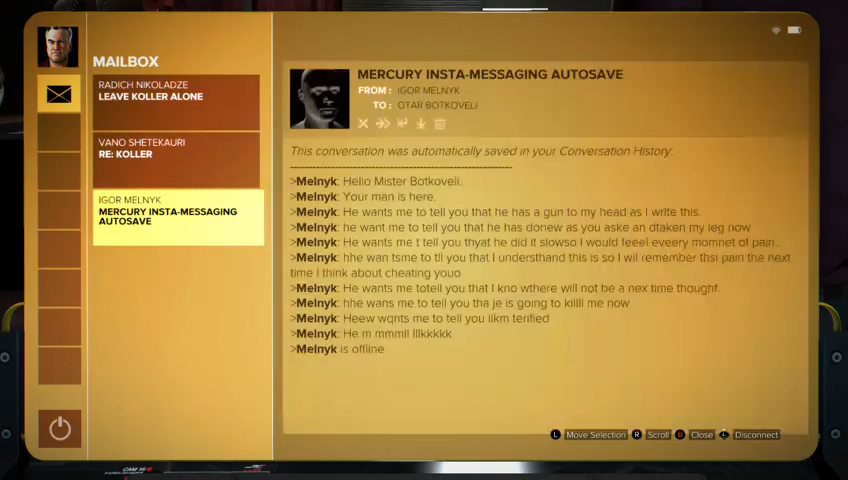 MAILBOX
RADICH NIKOLADZE
LEAVE KOLLER ALONE
VANO SHETEKAURI
RE: KOLLER
IGOR MELNYK
MERCURY INSTA-MESSAGING
AUTOSAVE
MERCURY INSTA-MESSAGING AUTOSAVE
FROM : IGOR MELNYK
TO : OTAR BOTKOVELI
This conversation was automatically saved in your Conversation History:
>Melnyk: Hello Mister Botkoveli.
>Melnyk: Your man is here.
>Melnyk: He wants me to tell you that he has a gun to my head as I write this.
>Melnyk: he want me to tell you that he has donew as you aske an dtaken my leg now
>Melnyk: He wants me t tell you thyat he did it slowso I would feeel eveery momnet of pain..
>Melnyk: hhe wan tsme to tll you that I understhand this is so I wil remember thsi pain the next
time I think about cheating youo
>Melnyk: He wants me totell you that I kno wthere will not be a nex time thoughf.
>Melnyk: hhe wans me to tell you tha je is going to killlI me now
>Melnyk: Heew wqnts me to tell you iikm terified
>Melnyk: He m mmmll lllkkkkk
>Melnyk is offline
L Move Selection R Scroll B Close L Disconnect
CAM 16